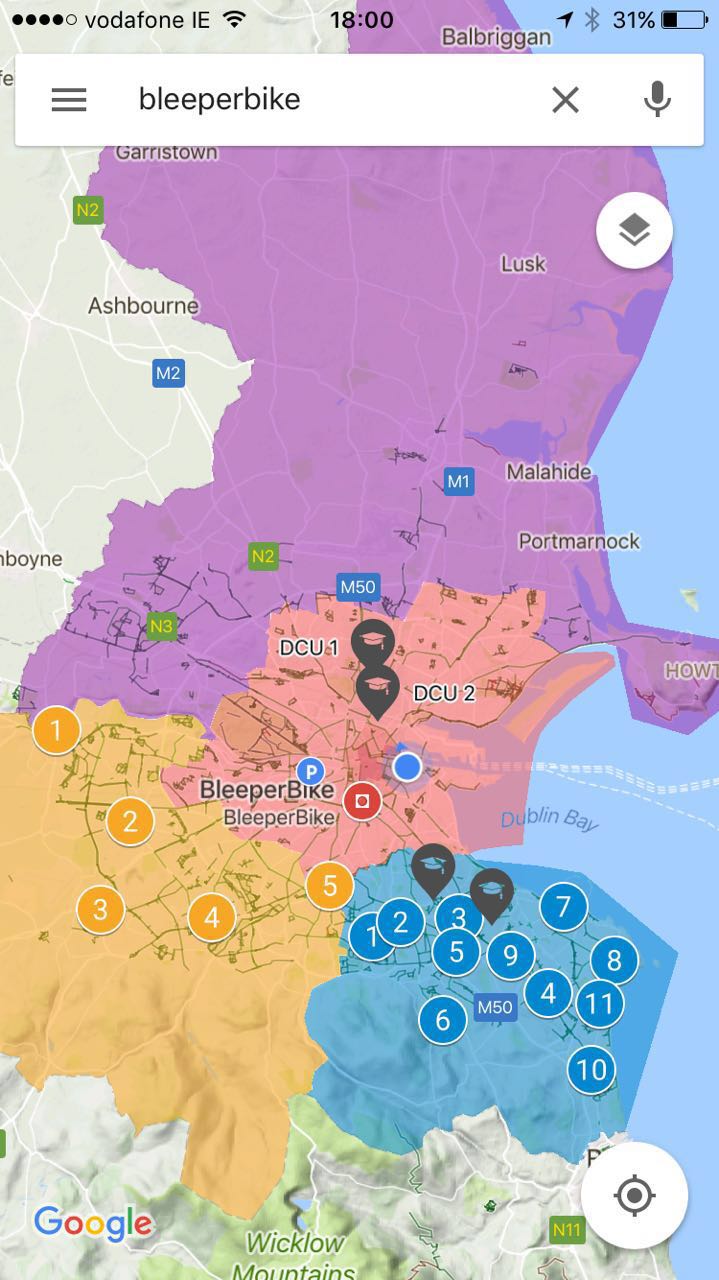 vodafone IE
18:00
31%
Balbriggan
bleeperbike
Garristown
N2
Lusk
Ashbourne
M2
Malahide
M1
Portmarnock
nboyne
N2
M50
N3
DCU 1
DCU 2
HOWT
1
P
BleeperBike
BleeperBike
Dublin Bay
2
5
3
4
1
2
3
7
5
9
8
4
11
6
M50
10
Google
N11
Wicklow
Mountains